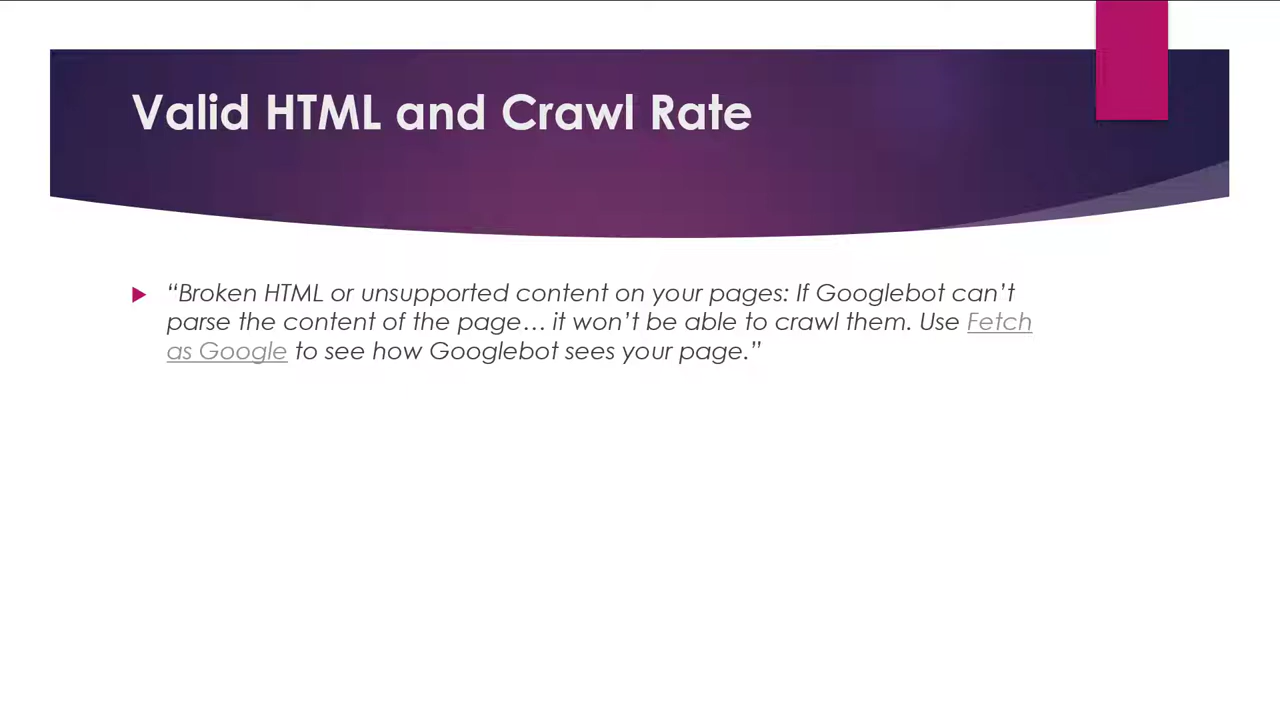 Valid HTML and Crawl Rate
“Broken HTML or unsupported content on your pages: If Googlebot can’t
parse the content of the page… it won’t be able to crawl them. Use Fetch
as Google to see how Googlebot sees your page.”